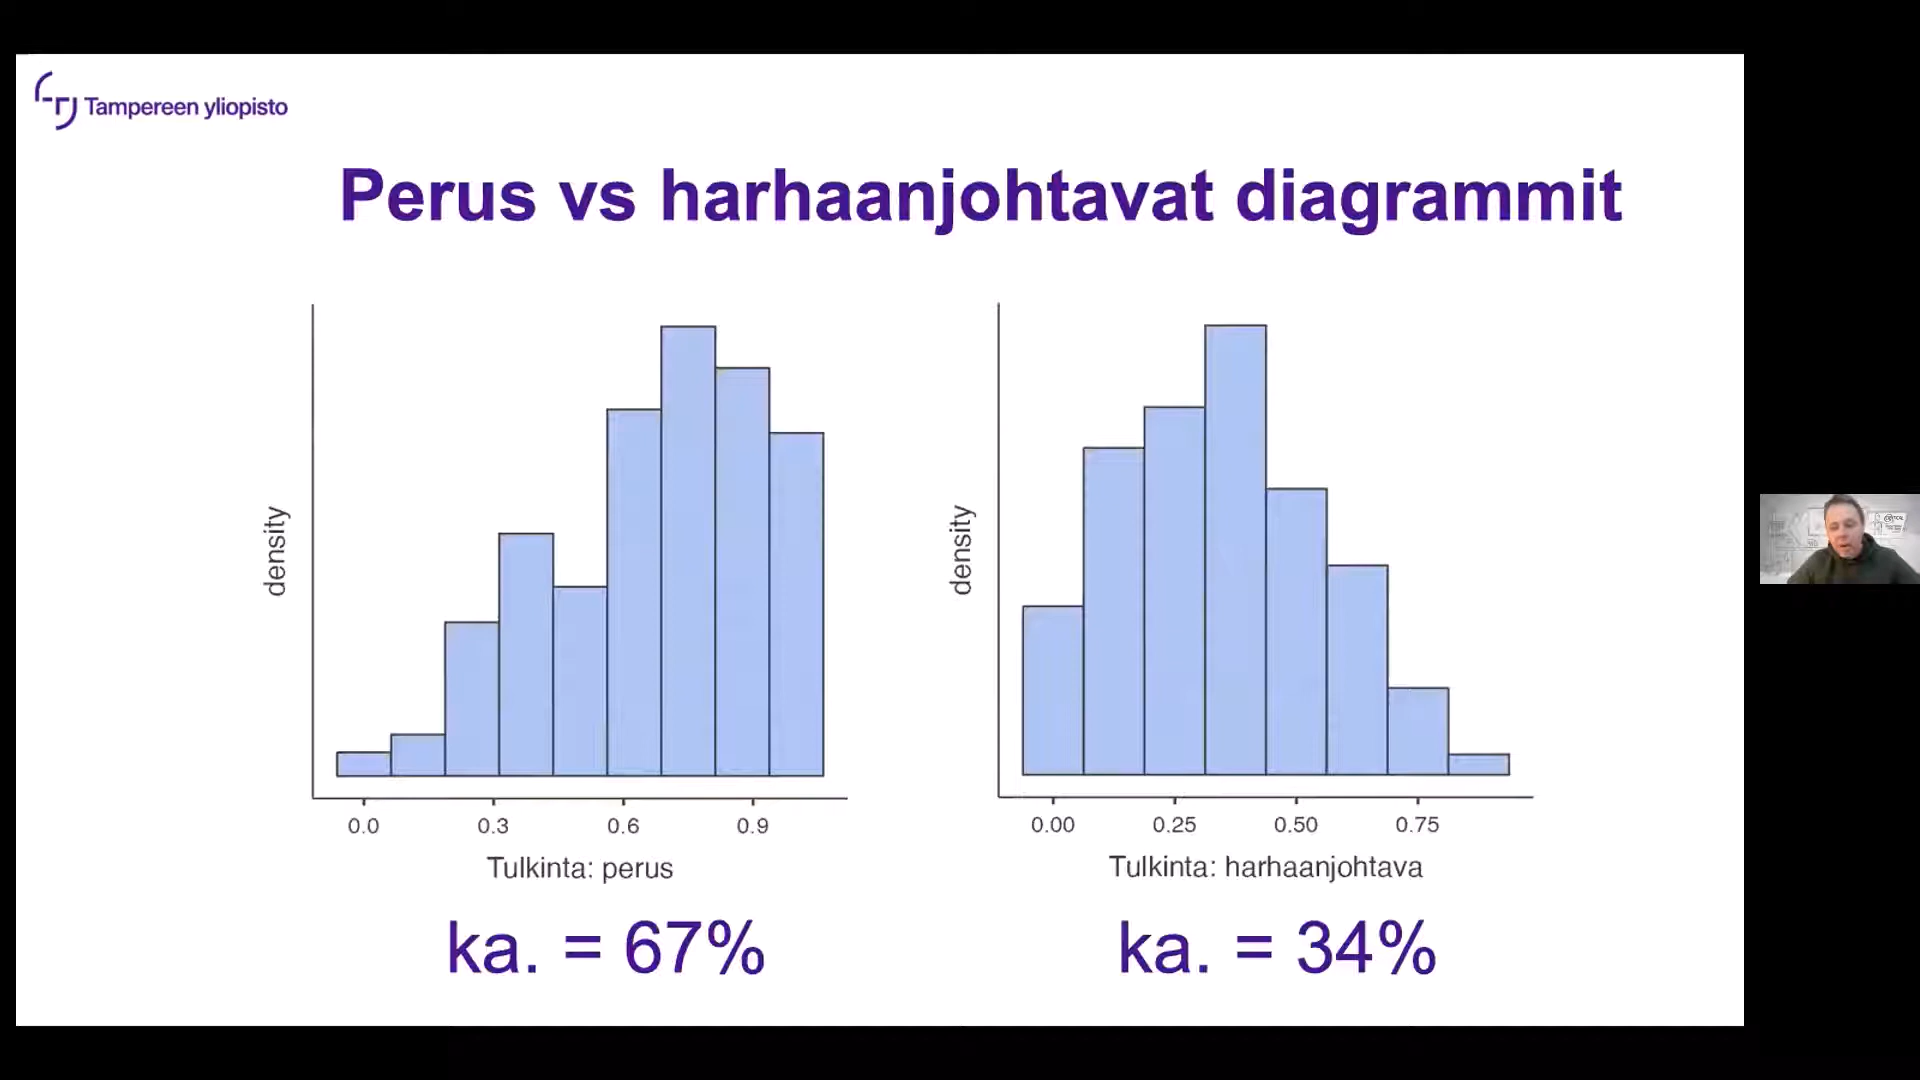 Tampereen yliopisto
Perus vs harhaanjohtavat diagrammit
density
0.0 0.3 0.6 0.9
Tulkinta: perus
ka. = 67%
density
0.00 0.25 0.50 0.75
Tulkinta: harhaanjohtava
ka. = 34%